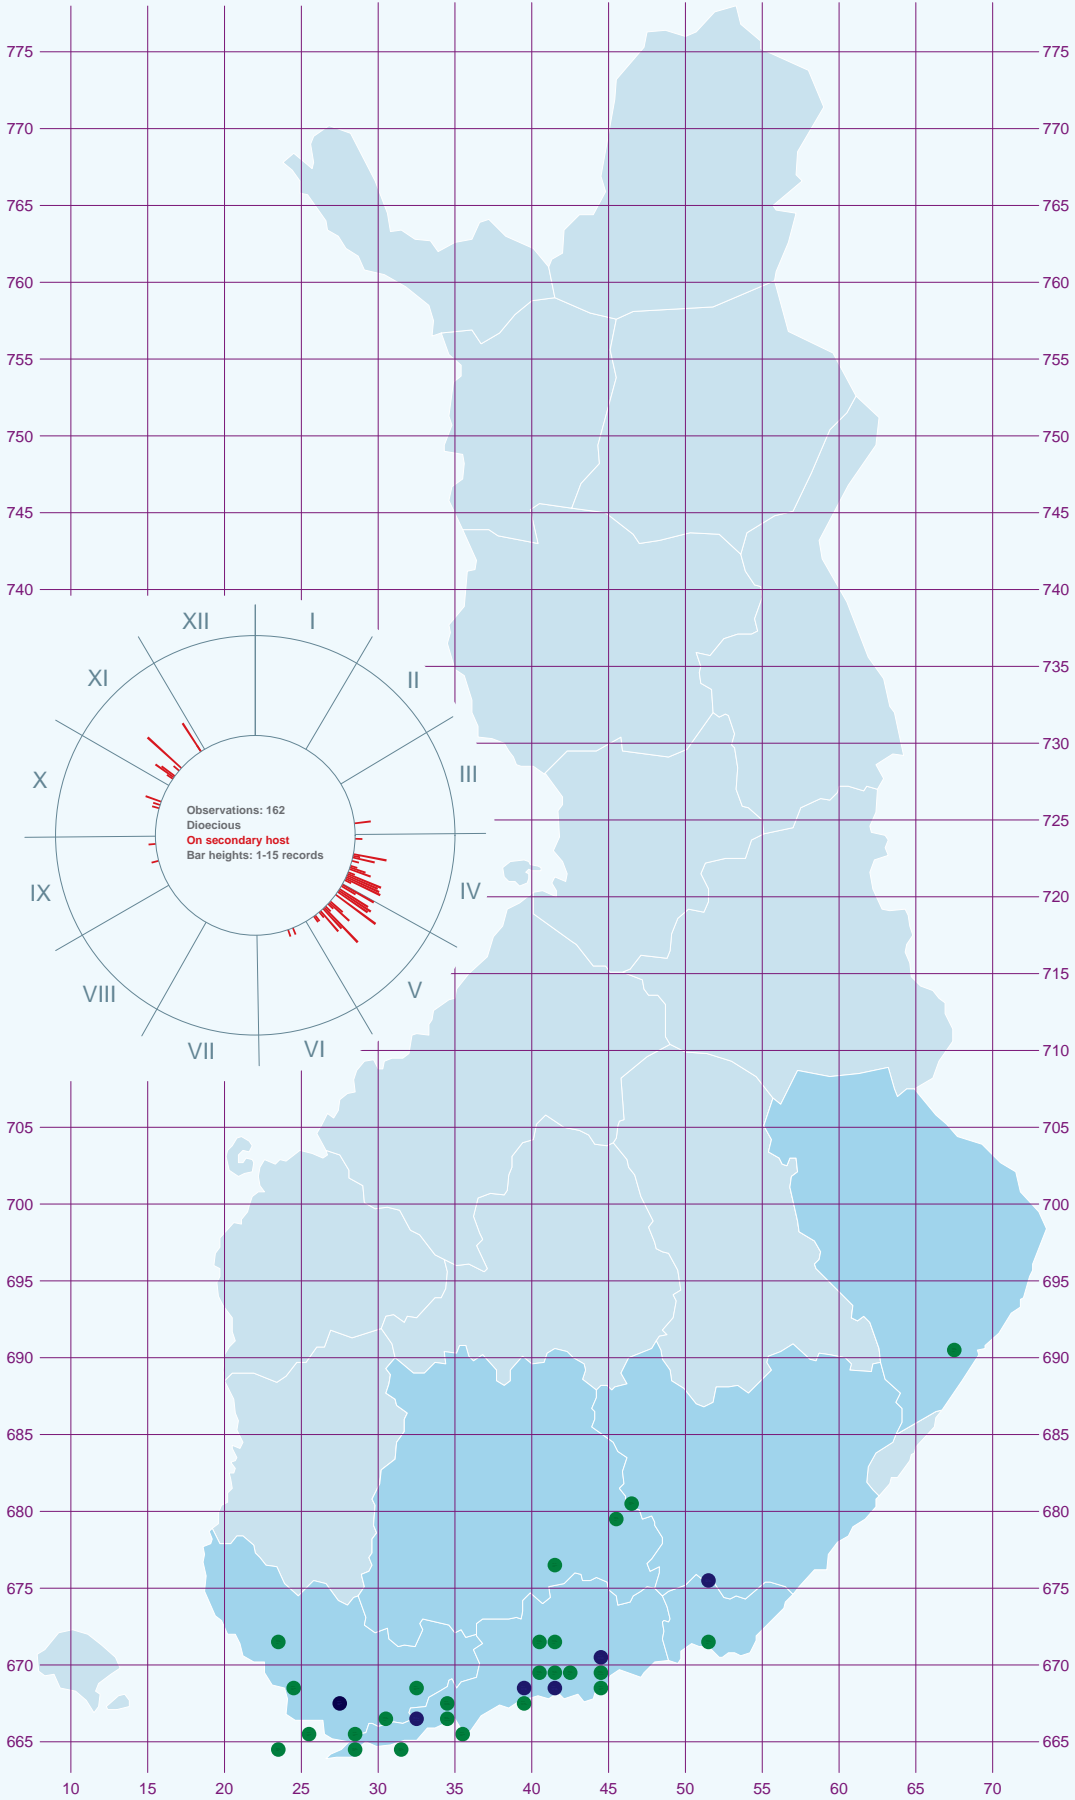 775 775
770 770
765 765
760 760
755 755
750 750
745 745
740 740
XII I
XI II
735
730
X III
725
Observations: 162
Dioecious
On secondary host
Bar heights: 1-15 records
IX IV
720
715
VIII V
VII VI
710
705 705
700 700
695 695
690 690
685 685
680 680
675 675
670 670
665 665
10 15 20 25 30 35 40 45 50 55 60 65 70